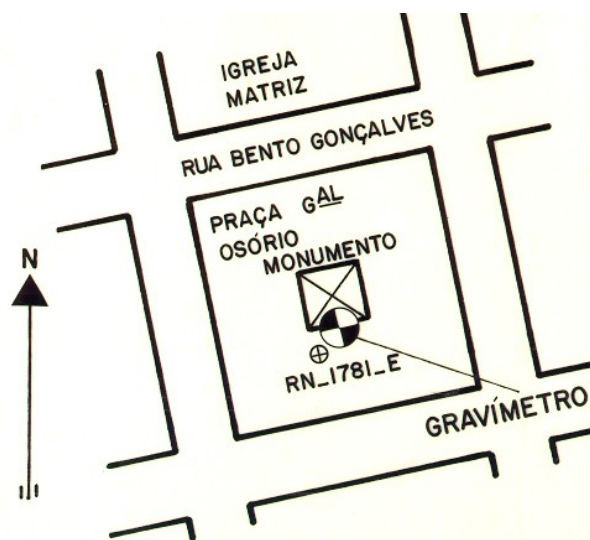 IGREJA
MATRIZ
RUA BENTO GONÇALVES
PRAÇA GAL
OSÓRIO
MONUMENTO
N
RN_1781_E
GRAVÍMETRO